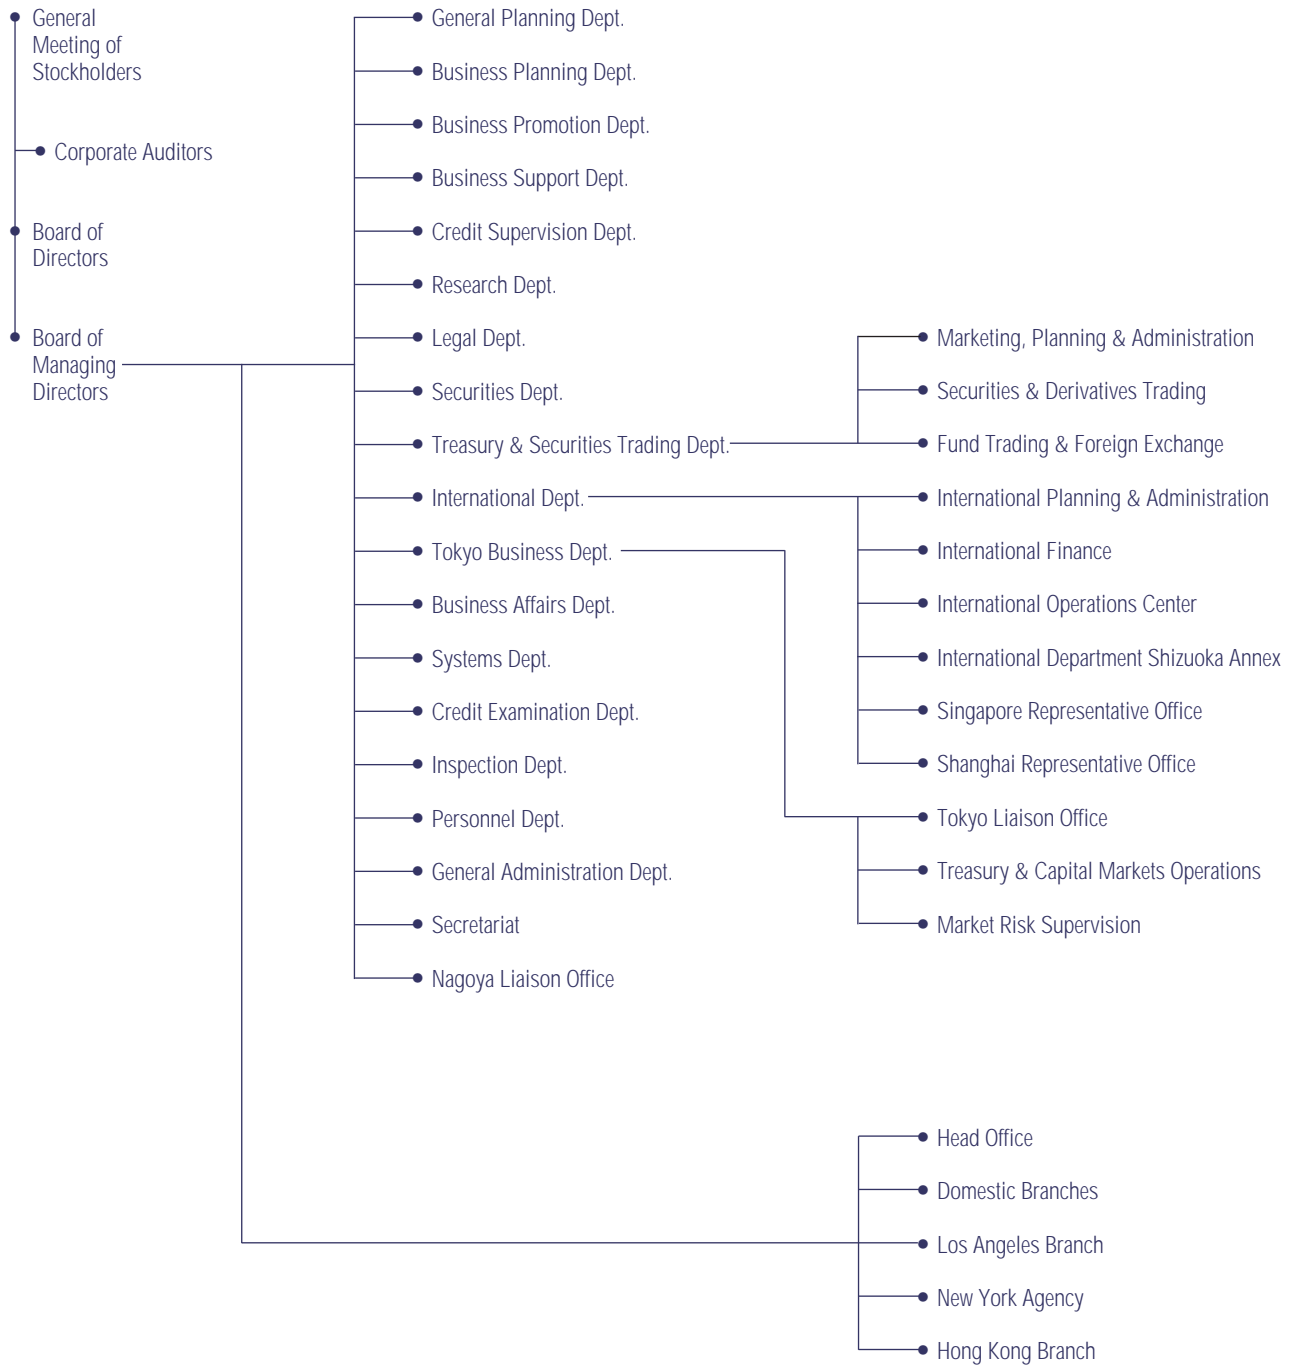 General
Meeting of
Stockholders
Corporate Auditors
Board of
Directors
Board of
Managing
Directors
General Planning Dept.
Business Planning Dept.
Business Promotion Dept.
Business Support Dept.
Credit Supervision Dept.
Research Dept.
Legal Dept.
Securities Dept.
Treasury & Securities Trading Dept.
International Dept.
Tokyo Business Dept.
Business Affairs Dept.
Systems Dept.
Credit Examination Dept.
Inspection Dept.
Personnel Dept.
General Administration Dept.
Secretariat
Nagoya Liaison Office
Marketing, Planning & Administration
Securities & Derivatives Trading
Fund Trading & Foreign Exchange
International Planning & Administration
International Finance
International Operations Center
International Department Shizuoka Annex
Singapore Representative Office
Shanghai Representative Office
Tokyo Liaison Office
Treasury & Capital Markets Operations
Market Risk Supervision
Head Office
Domestic Branches
Los Angeles Branch
New York Agency
Hong Kong Branch